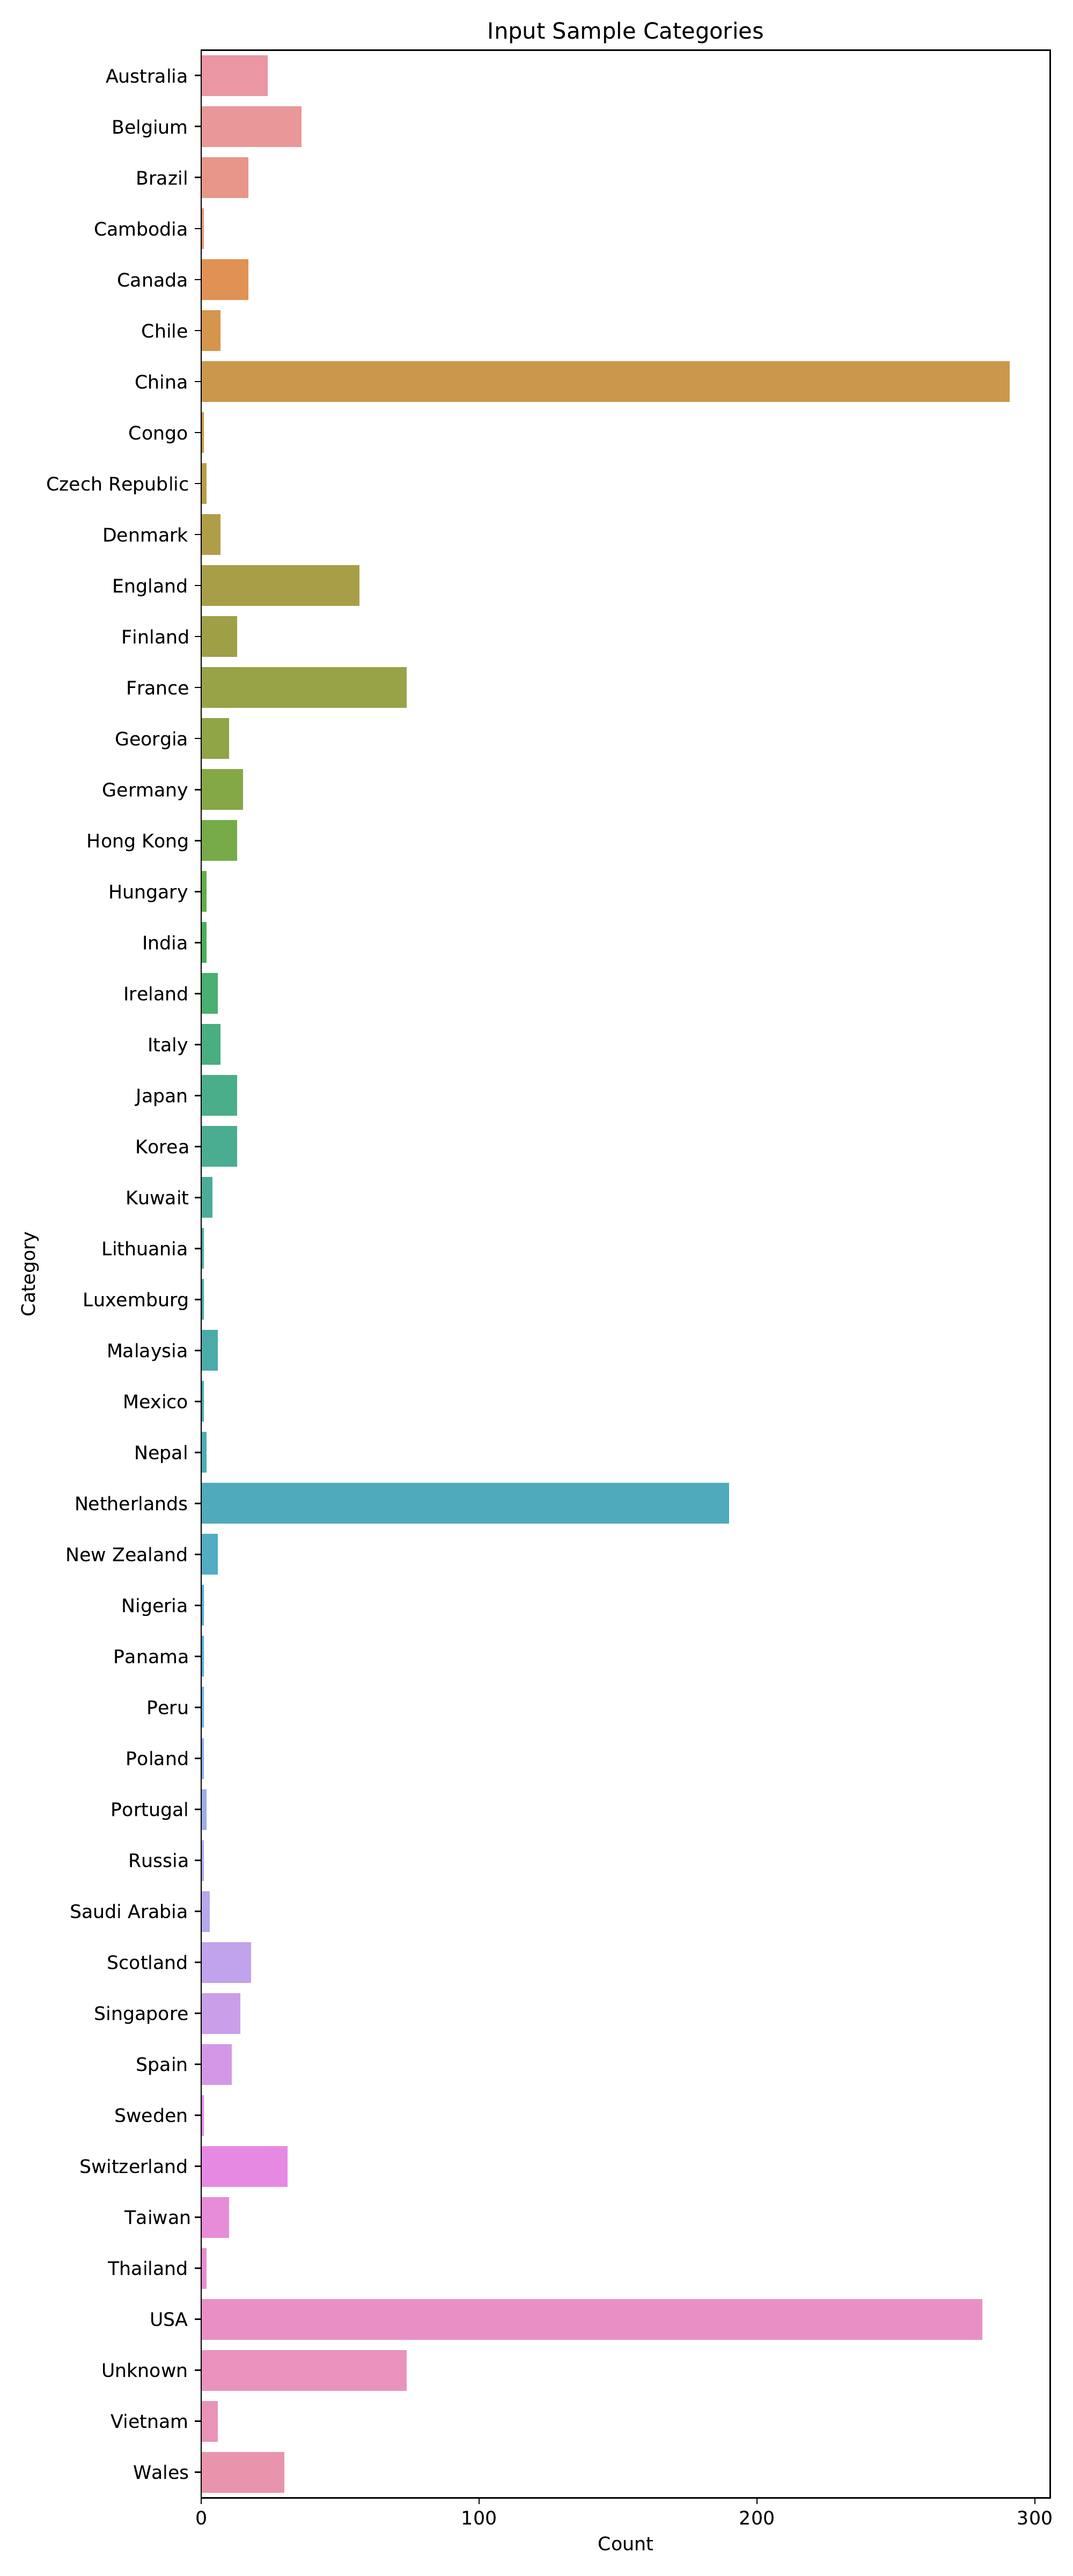 Input Sample Categories
Australia
Belgium
Brazil
Cambodia
Canada
Chile
China
Congo
Czech Republic
Denmark
England
Finland
France
Georgia
Germany
Hong Kong
Hungary
India
Ireland
Italy
Japan
Korea
Kuwait
Lithuania
Luxemburg
Malaysia
Mexico
Nepal
Netherlands
New Zealand
Nigeria
Panama
Peru
Poland
Portugal
Russia
Saudi Arabia
Scotland
Singapore
Spain
Sweden
Switzerland
Taiwan
Thailand
USA
Unknown
Vietnam
Wales
Category
0 100 200 300
Count